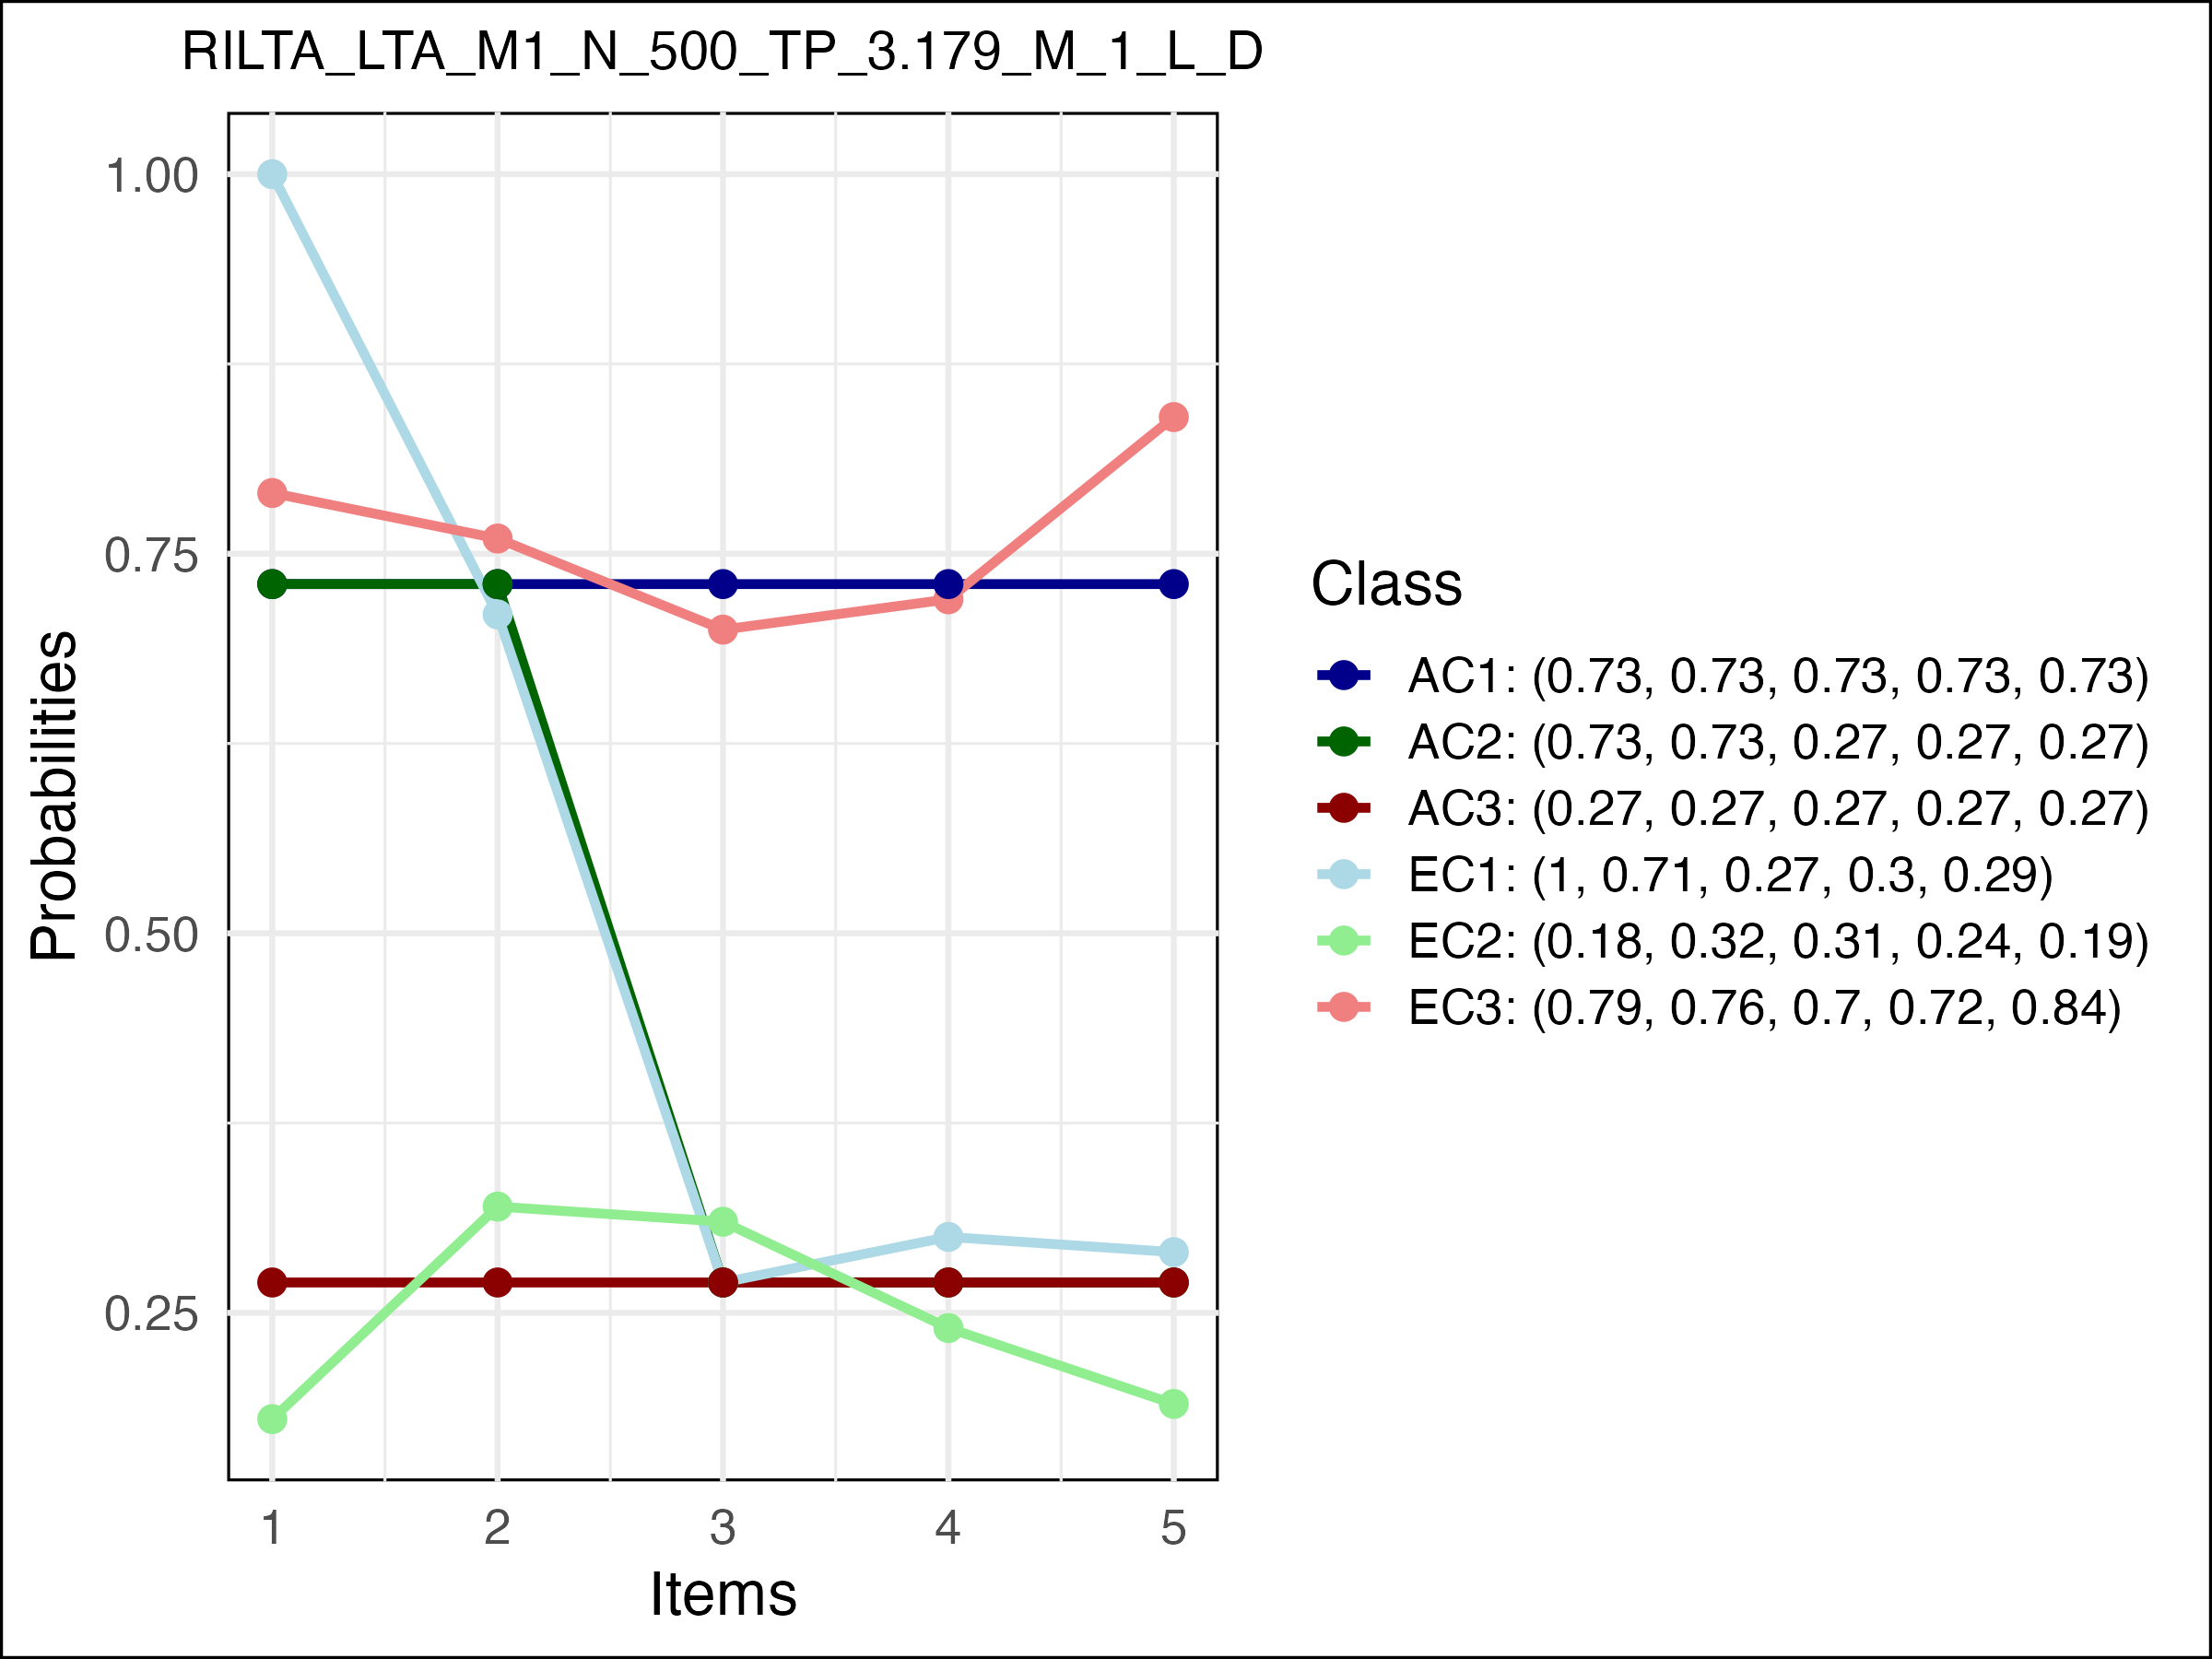 RILTA_LTA_M1_N_500_TP_3.179_M_1_L_D
1.00
0.75
0.50
0.25
Probabilities
1 2 3 4 5
Items
Class
AC1: (0.73, 0.73, 0.73, 0.73, 0.73)
AC2: (0.73, 0.73, 0.27, 0.27, 0.27)
AC3: (0.27, 0.27, 0.27, 0.27, 0.27)
EC1: (1, 0.71, 0.27, 0.3, 0.29)
EC2: (0.18, 0.32, 0.31, 0.24, 0.19)
EC3: (0.79, 0.76, 0.7, 0.72, 0.84)